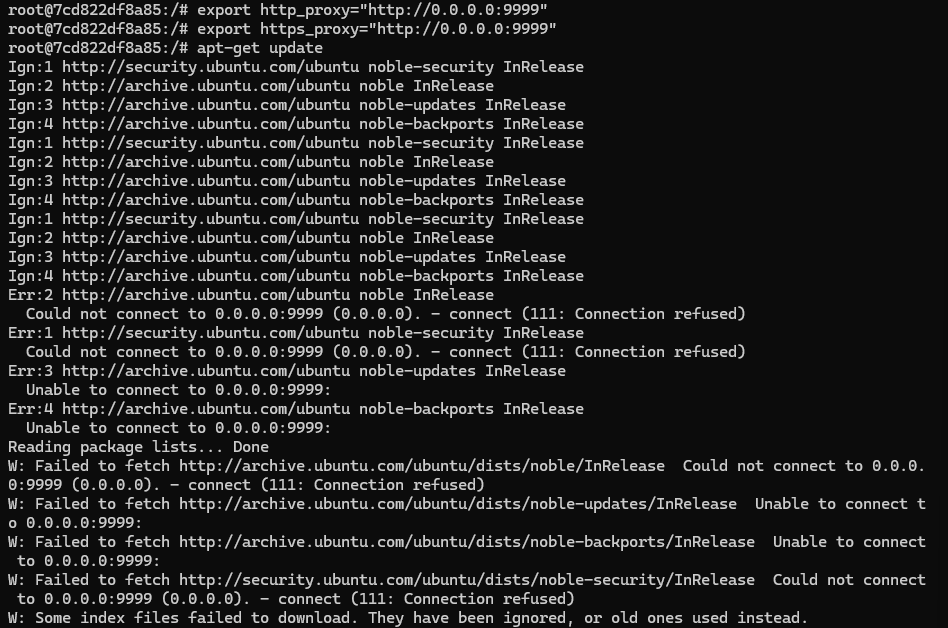 root@7cd822df8a85:/# export http_proxy="http://0.0.0.0:9999"
root@7cd822df8a85:/# export https_proxy="http://0.0.0.0:9999"
root@7cd822df8a85:/# apt-get update
Ign:1 http://security.ubuntu.com/ubuntu noble-security InRelease
Ign:2 http://archive.ubuntu.com/ubuntu noble InRelease
Ign:3 http://archive.ubuntu.com/ubuntu noble-updates InRelease
Ign:4 http://archive.ubuntu.com/ubuntu noble-backports InRelease
Ign:1 http://security.ubuntu.com/ubuntu noble-security InRelease
Ign:2 http://archive.ubuntu.com/ubuntu noble InRelease
Ign:3 http://archive.ubuntu.com/ubuntu noble-updates InRelease
Ign:4 http://archive.ubuntu.com/ubuntu noble-backports InRelease
Ign:1 http://security.ubuntu.com/ubuntu noble-security InRelease
Ign:2 http://archive.ubuntu.com/ubuntu noble InRelease
Ign:3 http://archive.ubuntu.com/ubuntu noble-updates InRelease
Ign:4 http://archive.ubuntu.com/ubuntu noble-backports InRelease
Err:2 http://archive.ubuntu.com/ubuntu noble InRelease
  Could not connect to 0.0.0.0:9999 (0.0.0.0). - connect (111: Connection refused)
Err:1 http://security.ubuntu.com/ubuntu noble-security InRelease
  Could not connect to 0.0.0.0:9999 (0.0.0.0). - connect (111: Connection refused)
Err:3 http://archive.ubuntu.com/ubuntu noble-updates InRelease
  Unable to connect to 0.0.0.0:9999:
Err:4 http://archive.ubuntu.com/ubuntu noble-backports InRelease
  Unable to connect to 0.0.0.0:9999:
Reading package lists... Done
W: Failed to fetch http://archive.ubuntu.com/ubuntu/dists/noble/InRelease  Could not connect to 0.0.0.
0:9999 (0.0.0.0). - connect (111: Connection refused)
W: Failed to fetch http://archive.ubuntu.com/ubuntu/dists/noble-updates/InRelease  Unable to connect t
o 0.0.0.0:9999:
W: Failed to fetch http://archive.ubuntu.com/ubuntu/dists/noble-backports/InRelease  Unable to connect
 to 0.0.0.0:9999:
W: Failed to fetch http://security.ubuntu.com/ubuntu/dists/noble-security/InRelease  Could not connect
 to 0.0.0.0:9999 (0.0.0.0). - connect (111: Connection refused)
W: Some index files failed to download. They have been ignored, or old ones used instead.